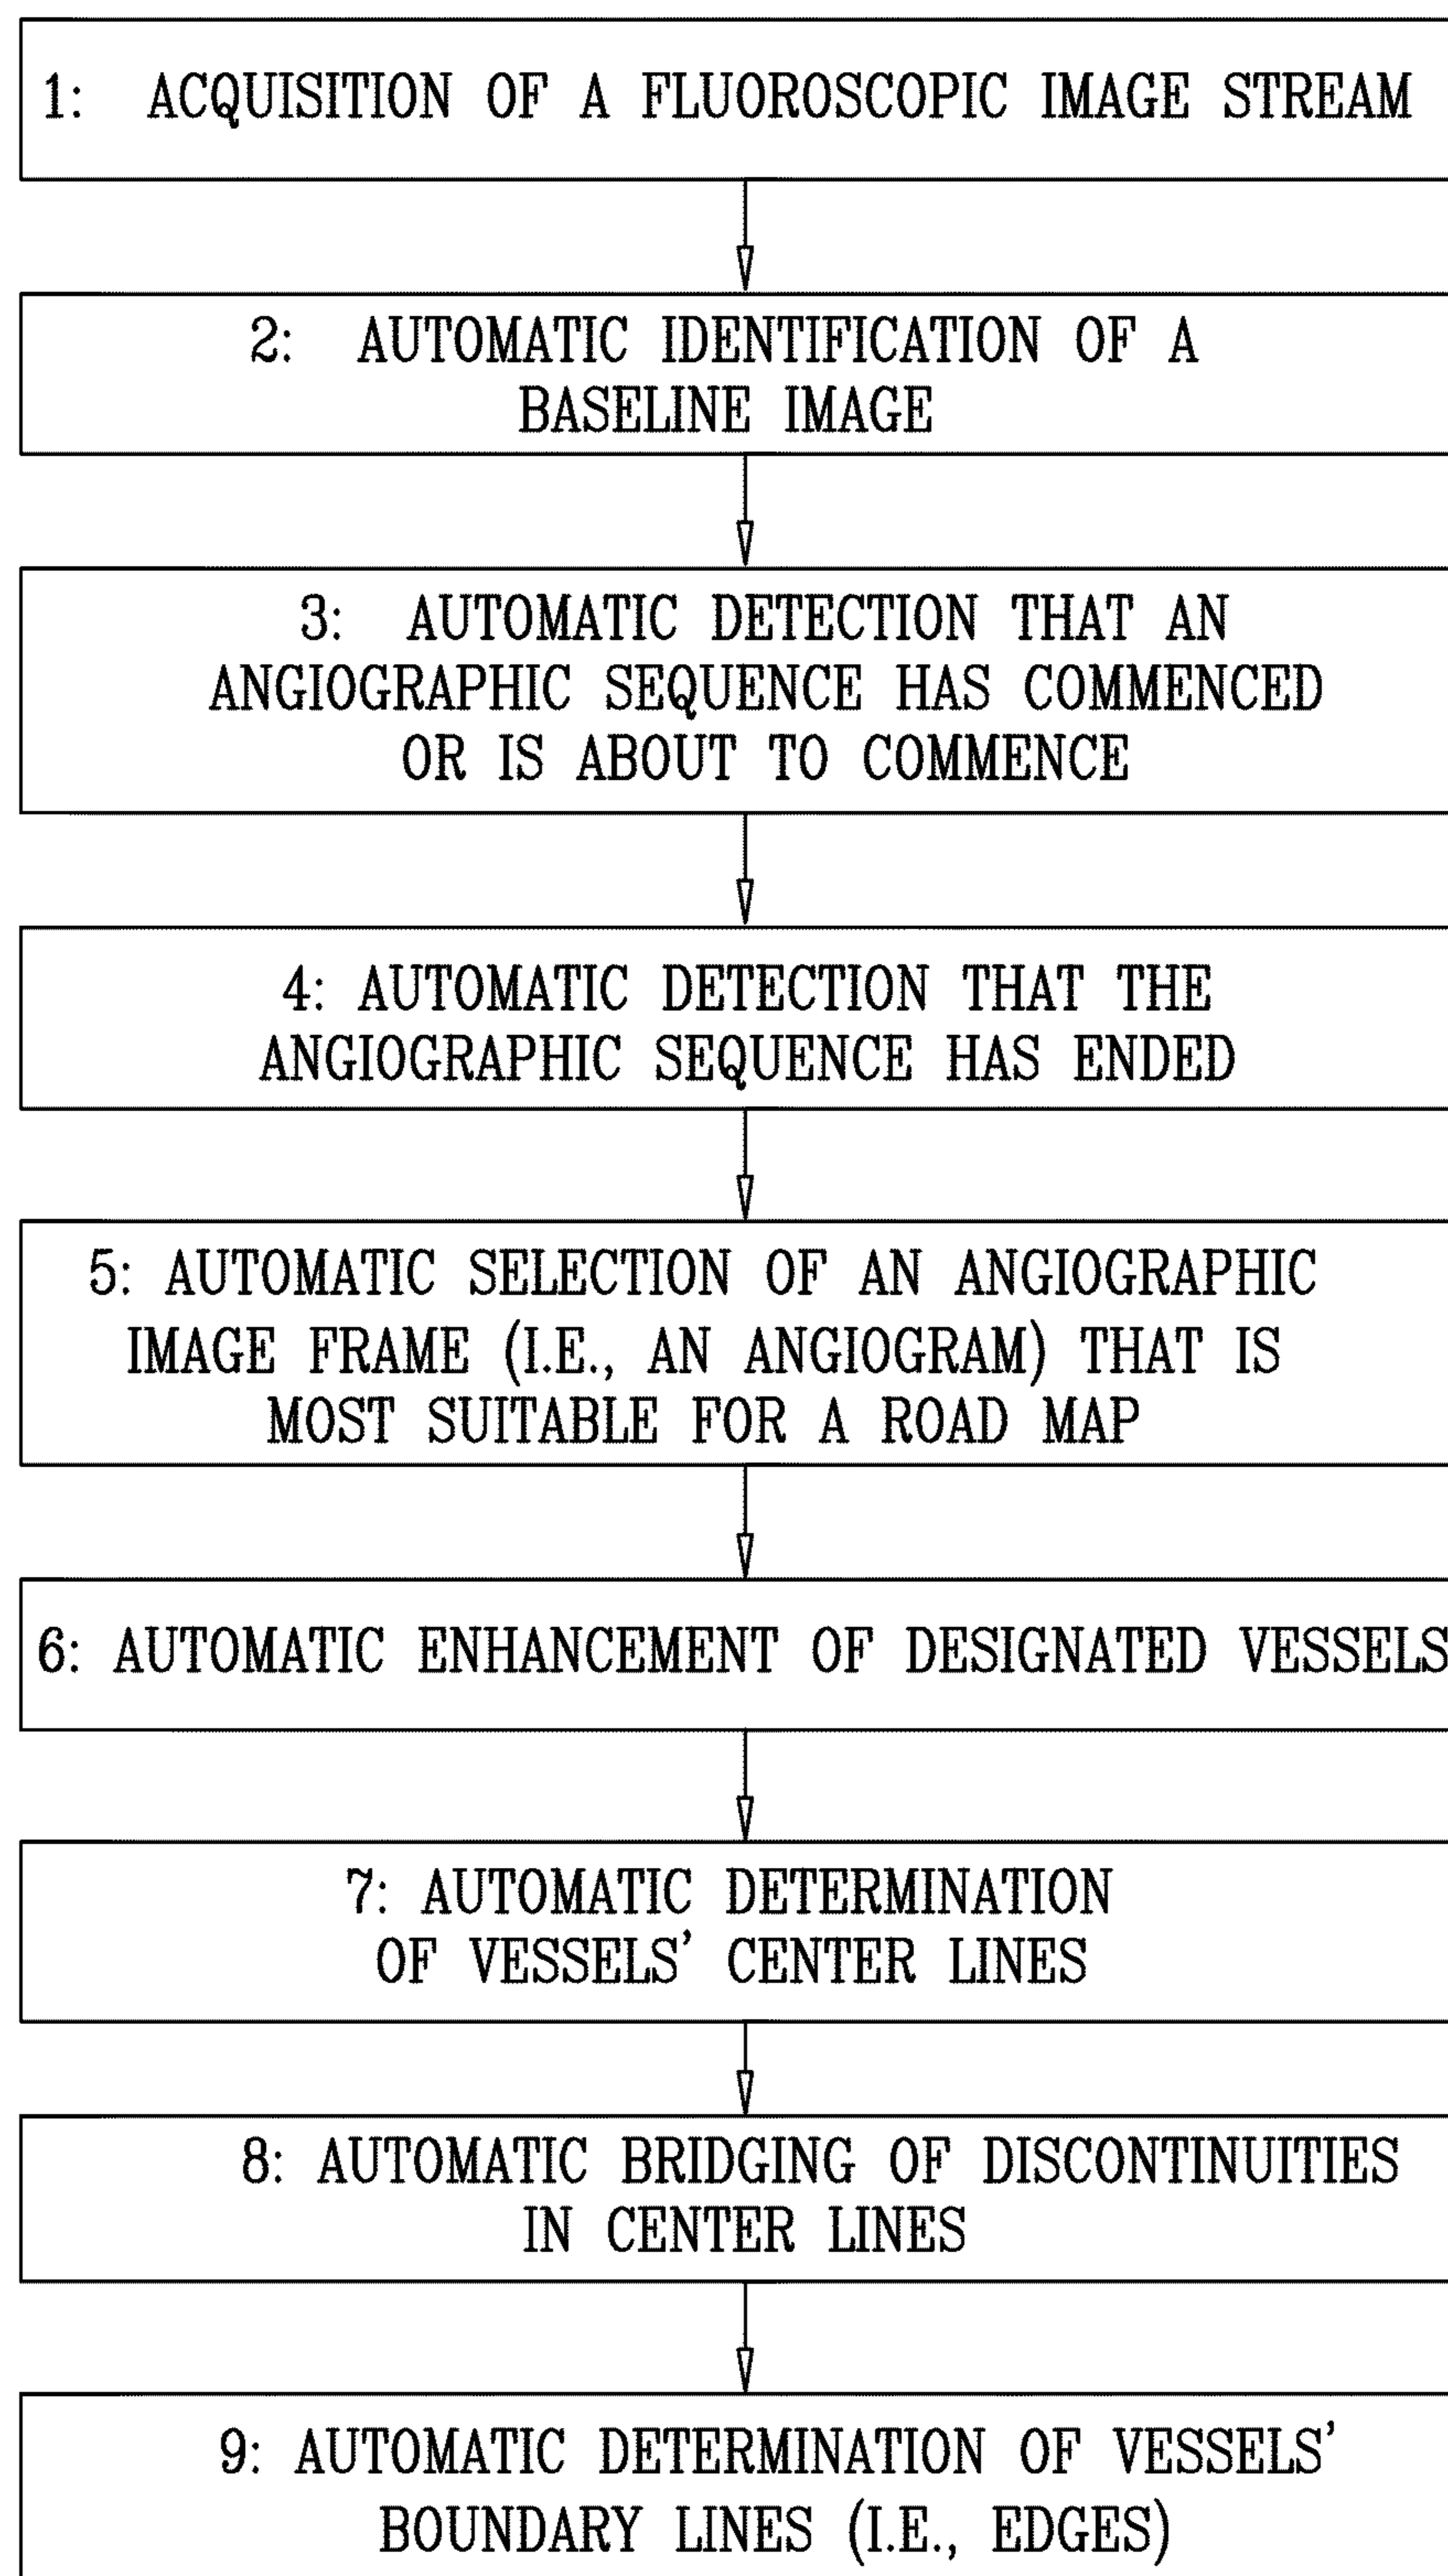 1: ACQUISITION OF A FLUOROSCOPIC IMAGE STREAM
2: AUTOMATIC IDENTIFICATION OF A
BASELINE IMAGE
3: AUTOMATIC DETECTION THAT AN
ANGIOGRAPHIC SEQUENCE HAS COMMENCED
OR IS ABOUT TO COMMENCE
4: AUTOMATIC DETECTION THAT THE
ANGIOGRAPHIC SEQUENCE HAS ENDED
5: AUTOMATIC SELECTION OF AN ANGIOGRAPHIC
IMAGE FRAME (I.E., AN ANGIOGRAM) THAT IS
MOST SUITABLE FOR A ROAD MAP
6: AUTOMATIC ENHANCEMENT OF DESIGNATED VESSELS
7: AUTOMATIC DETERMINATION
OF VESSELS' CENTER LINES
8: AUTOMATIC BRIDGING OF DISCONTINUITIES
IN CENTER LINES
9: AUTOMATIC DETERMINATION OF VESSELS'
BOUNDARY LINES (I.E., EDGES)